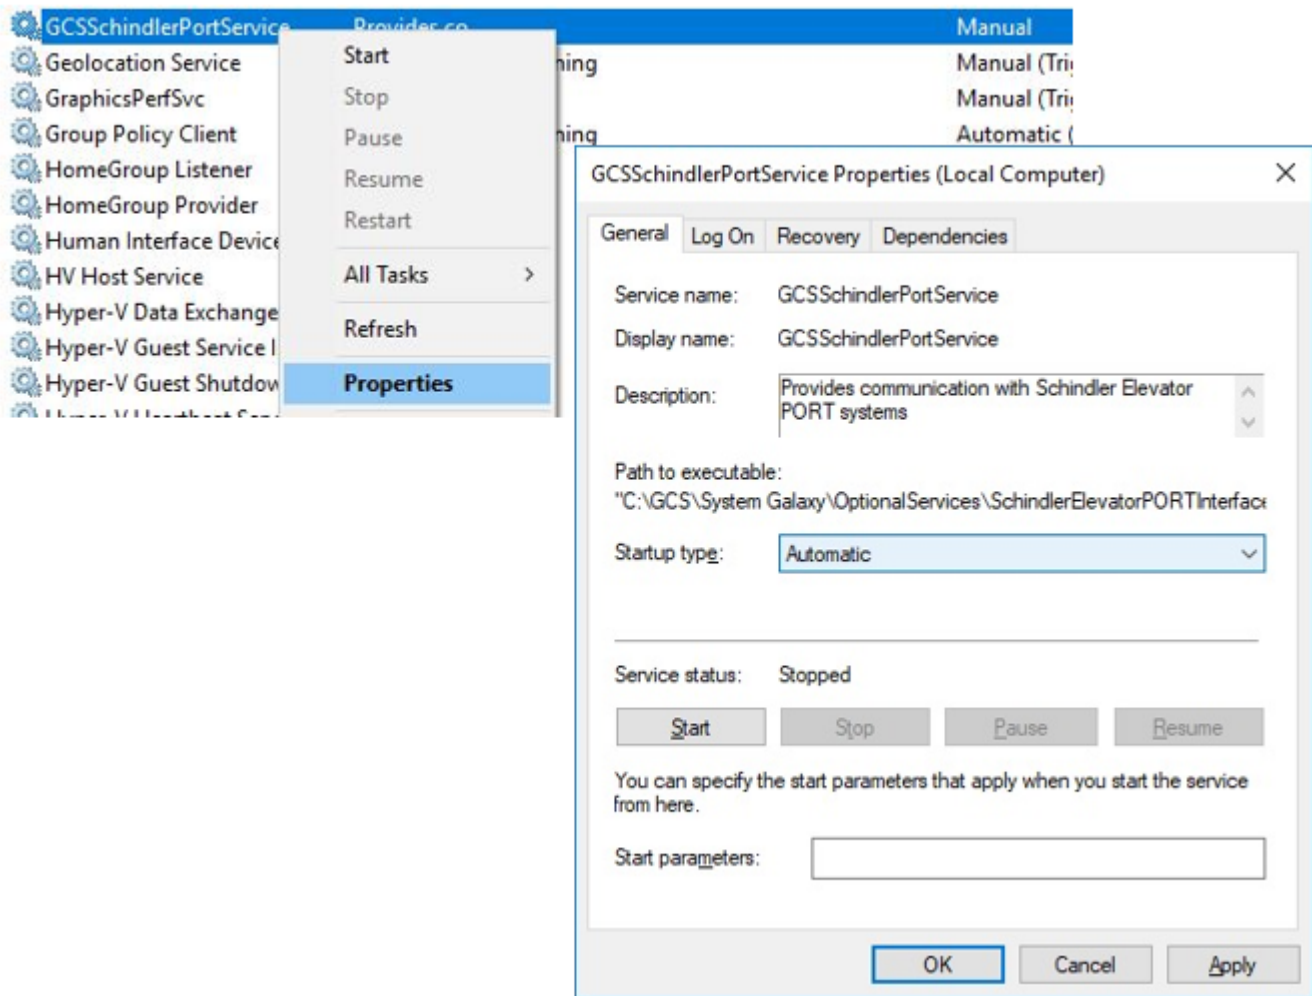 GCSSchindlerPortService Provides co Manual
Geolocation Service ning Manual (Tri
GraphicsPerfSvc Manual (Tri
Group Policy Client ning Automatic (
HomeGroup Listener
HomeGroup Provider
Human Interface Device
HV Host Service
Hyper-V Data Exchange
Hyper-V Guest Service I
Hyper-V Guest Shutdow
Start
Stop
Pause
Resume
Restart
All Tasks
Refresh
Properties
GCSSchindlerPortService Properties (Local Computer)
General Log On Recovery Dependencies
Service name: GCSSchindlerPortService
Display name: GCSSchindlerPortService
Description: Provides communication with Schindler Elevator
PORT systems
Path to executable:
"C:\GCS\System Galaxy\OptionalServices\SchindlerElevatorPORTInterface
Startup type: Automatic
Service status: Stopped
Start Stop Pause Resume
You can specify the start parameters that apply when you start the service
from here.
Start parameters:
OK Cancel Apply